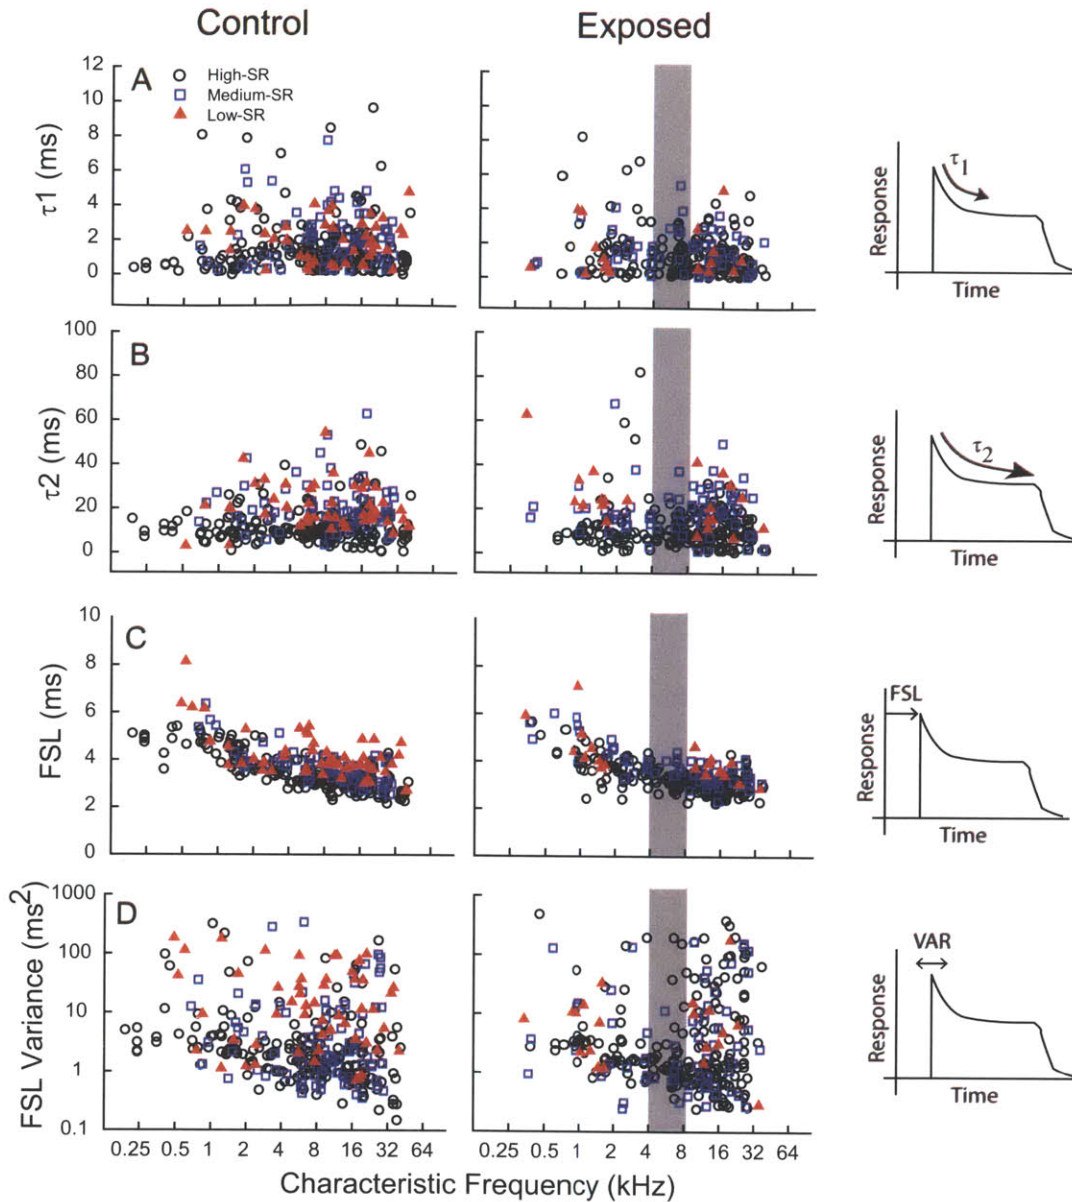 Control
Exposed
A
High-SR
Medium-SR
Low-SR
τ1 (ms)
12
10
8
6
4
2
0
Response
τ1
Time
B
τ2 (ms)
100
80
60
40
20
0
Response
τ2
Time
C
FSL (ms)
10
8
6
4
2
0
FSL
Response
Time
D
FSL Variance (ms²)
1000
100
10
1
0.1
VAR
Response
Time
0.25 0.5 1 2 4 8 16 32 64
0.25 0.5 1 2 4 8 16 32 64
Characteristic Frequency (kHz)